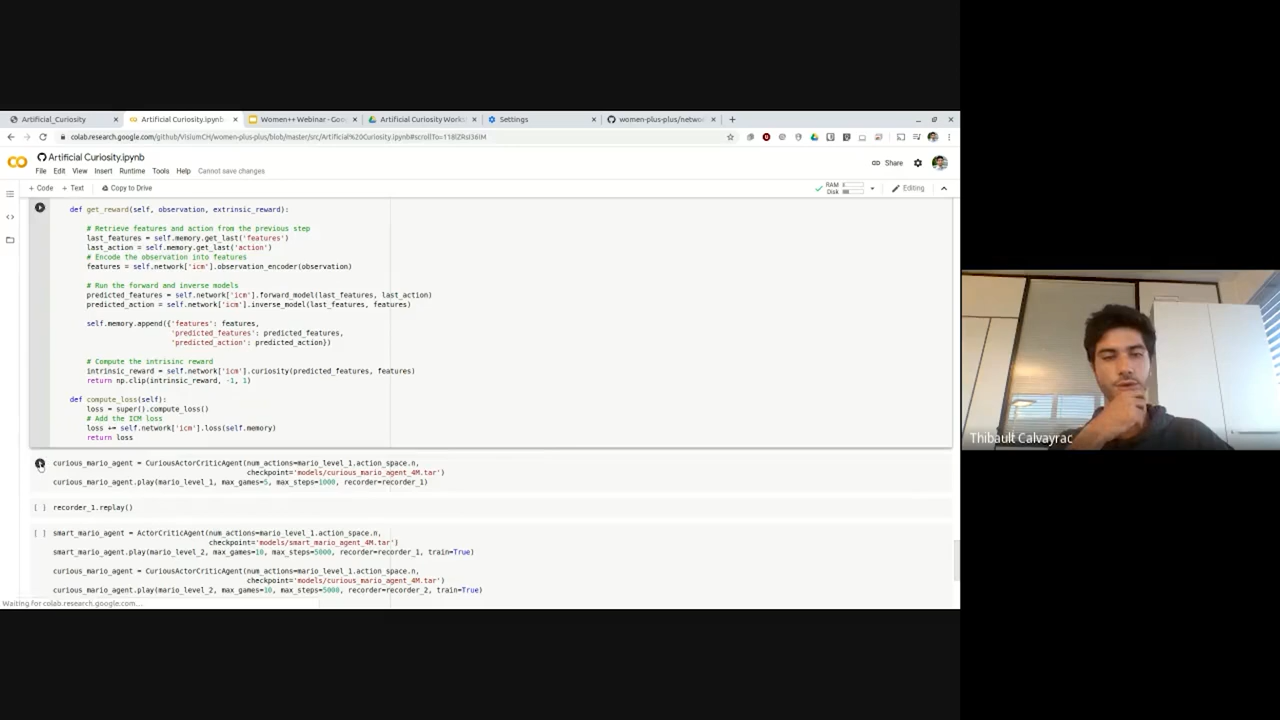 Artificial_Curiosity
Artificial Curiosity.ipynb
Women++ Webinar - Goo
Artificial Curiosity Works
Settings
women-plus-plus/netwo
colab.research.google.com/github/VisiumCH/women-plus-plus/blob/master/src/Artificial%20Curiosity.ipynb#scrollTo=
Artificial Curiosity.ipynb
Share
File Edit View Insert Runtime Tools Help Cannot save changes
+ Code + Text Copy to Drive
RAM
Disk
Editing
def get_reward(self, observation, extrinsic_reward):
# Retrieve features and action from the previous step
last_features = self.memory.get_last('features')
last_action = self.memory.get_last('action')
# Encode the observation into features
features = self.network['icm'].observation_encoder(observation)
# Run the forward and inverse models
predicted_features = self.network['icm'].forward_model(last_features, last_action)
predicted_action = self.network['icm'].inverse_model(last_features, features)
self.memory.append({'features': features,
'predicted_features': predicted_features,
'predicted_action': predicted_action})
# Compute the intrisinc reward
intrinsic_reward = self.network['icm'].curiosity(predicted_features, features)
return np.clip(intrinsic_reward, -1, 1)
def compute_loss(self):
loss = super().compute_loss()
# Add the ICM loss
loss += self.network['icm'].loss(self.memory)
return loss
curious_mario_agent = CuriousActorCriticAgent(num_actions=mario_level_1.action_space.n,
checkpoint='models/curious_mario_agent_4M.tar')
curious_mario_agent.play(mario_level_1, max_games=5, max_steps=1000, recorder=recorder_1)
[ ] recorder_1.replay()
[ ] smart_mario_agent = ActorCriticAgent(num_actions=mario_level_1.action_space.n,
checkpoint='models/smart_mario_agent_4M.tar')
smart_mario_agent.play(mario_level_2, max_games=10, max_steps=5000, recorder=recorder_1, train=True)
curious_mario_agent = CuriousActorCriticAgent(num_actions=mario_level_1.action_space.n,
checkpoint='models/curious_mario_agent_4M.tar')
curious_mario_agent.play(mario_level_2, max_games=10, max_steps=5000, recorder=recorder_2, train=True)
Waiting for colab.research.google.com...
Thibault Calvayrac